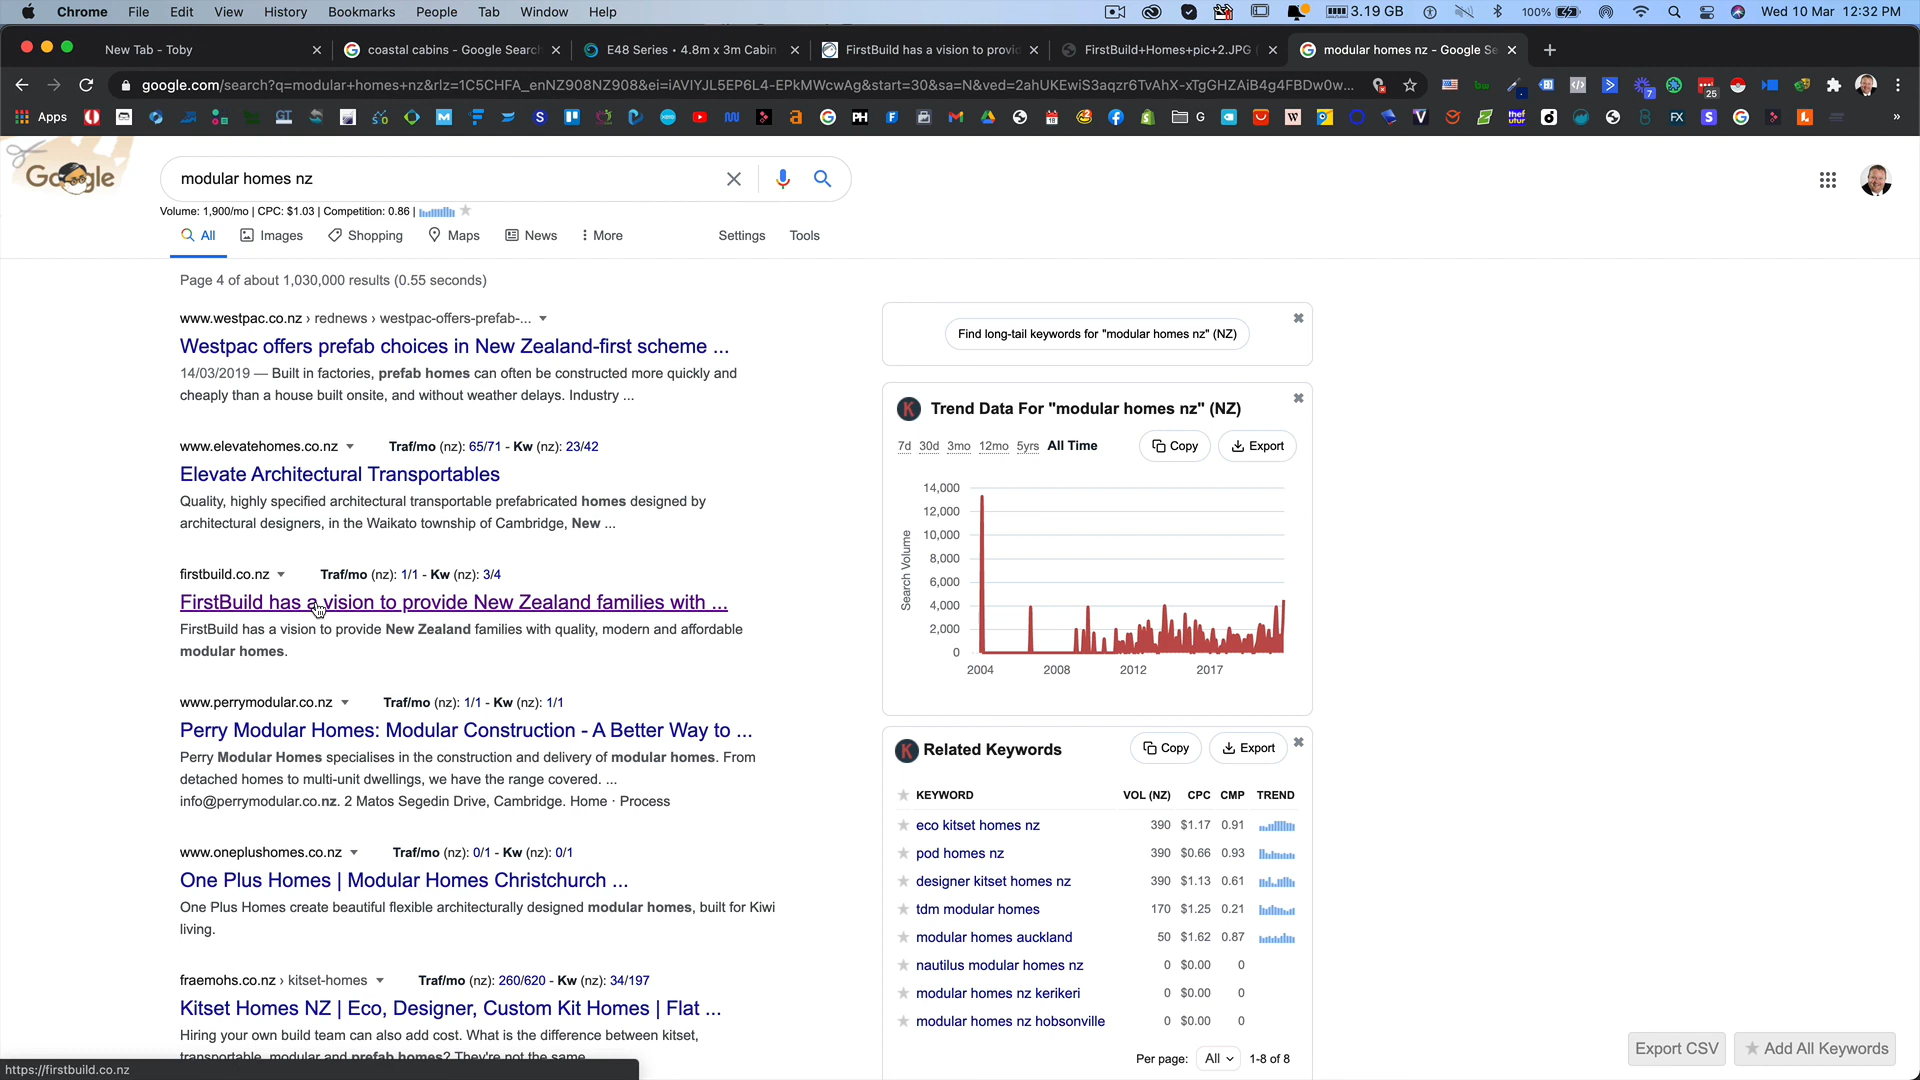 Chrome File Edit View History Bookmarks People Tab Window Help
3.19 GB 100% Wed 10 Mar 12:32 PM
New Tab - Toby
coastal cabins - Google Search
E48 Series • 4.8m x 3m Cabin
FirstBuild has a vision to provid
FirstBuild+Homes+pic+2.JPG (
modular homes nz - Google Se
google.com/search?q=modular+homes+nz&rlz=1C5CHFA_enNZ908NZ908&ei=iAVIYJL5EP6L4-EPkMWcwAg&start=30&sa=N&ved=2ahUKEwiS3aqzr6TvAhX-xTgGHZAiB4g4FBDw0w...
Apps
G
Google
modular homes nz
Volume: 1,900/mo | CPC: $1.03 | Competition: 0.86 |
All Images Shopping Maps News More Settings Tools
Page 4 of about 1,030,000 results (0.55 seconds)
www.westpac.co.nz › rednews › westpac-offers-prefab-...
Westpac offers prefab choices in New Zealand-first scheme ...
14/03/2019 — Built in factories, prefab homes can often be constructed more quickly and
cheaply than a house built onsite, and without weather delays. Industry ...
www.elevatehomes.co.nz Traf/mo (nz): 65/71 - Kw (nz): 23/42
Elevate Architectural Transportables
Quality, highly specified architectural transportable prefabricated homes designed by
architectural designers, in the Waikato township of Cambridge, New ...
firstbuild.co.nz Traf/mo (nz): 1/1 - Kw (nz): 3/4
FirstBuild has a vision to provide New Zealand families with ...
FirstBuild has a vision to provide New Zealand families with quality, modern and affordable
modular homes.
www.perrymodular.co.nz Traf/mo (nz): 1/1 - Kw (nz): 1/1
Perry Modular Homes: Modular Construction - A Better Way to ...
Perry Modular Homes specialises in the construction and delivery of modular homes. From
detached homes to multi-unit dwellings, we have the range covered. ...
info@perrymodular.co.nz. 2 Matos Segedin Drive, Cambridge. Home · Process
www.oneplushomes.co.nz Traf/mo (nz): 0/1 - Kw (nz): 0/1
One Plus Homes | Modular Homes Christchurch ...
One Plus Homes create beautiful flexible architecturally designed modular homes, built for Kiwi
living.
fraemohs.co.nz › kitset-homes Traf/mo (nz): 260/620 - Kw (nz): 34/197
Kitset Homes NZ | Eco, Designer, Custom Kit Homes | Flat ...
Hiring your own build team can also add cost. What is the difference between kitset,
transportable, modular and prefab homes? They're not the same
https://firstbuild.co.nz
Find long-tail keywords for "modular homes nz" (NZ)
Trend Data For "modular homes nz" (NZ)
7d 30d 3mo 12mo 5yrs All Time Copy Export
Search Volume
14,000
12,000
10,000
8,000
6,000
4,000
2,000
0
2004 2008 2012 2017
Related Keywords Copy Export
KEYWORD VOL (NZ) CPC CMP TREND
eco kitset homes nz 390 $1.17 0.91
pod homes nz 390 $0.66 0.93
designer kitset homes nz 390 $1.13 0.61
tdm modular homes 170 $1.25 0.21
modular homes auckland 50 $1.62 0.87
nautilus modular homes nz 0 $0.00 0
modular homes nz kerikeri 0 $0.00 0
modular homes nz hobsonville 0 $0.00 0
Per page: All 1-8 of 8
Export CSV Add All Keywords